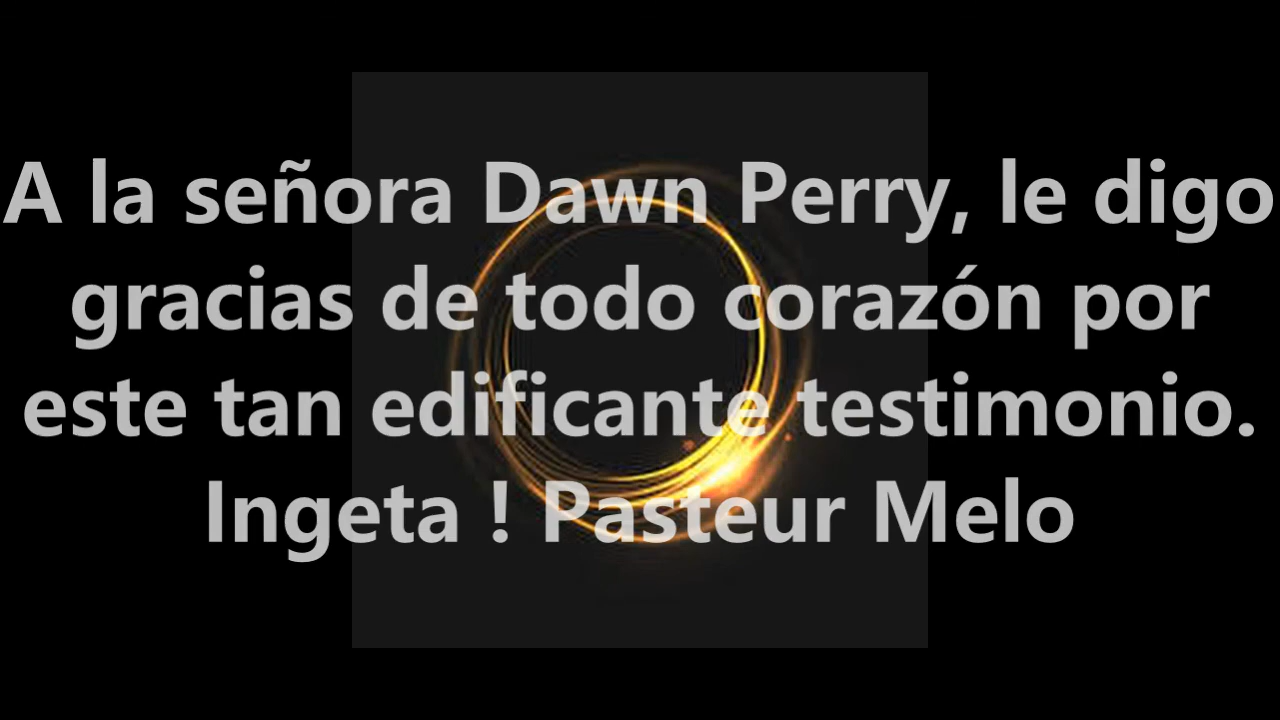 A la señora Dawn Perry, le digo
gracias de todo corazón por
este tan edificante testimonio.
Ingeta ! Pasteur Melo